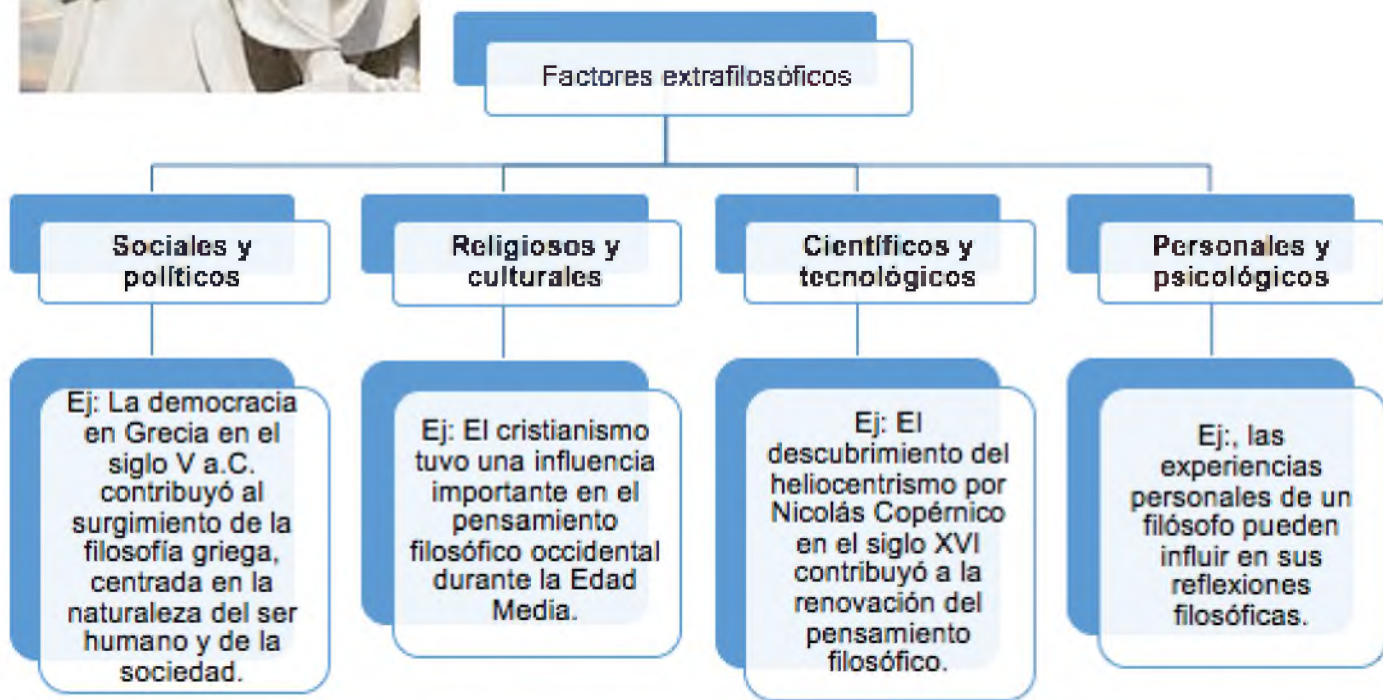 Factores extrafilosóficos
Sociales y
políticos
Ej: La democracia
en Grecia en el
siglo V a.C.
contribuyó al
surgimiento de la
filosofía griega,
centrada en la
naturaleza del ser
humano y de la
sociedad.
Religiosos y
culturales
Ej: El cristianismo
tuvo una influencia
importante en el
pensamiento
filosófico occidental
durante la Edad
Media.
Científicos y
tecnológicos
Ej: El
descubrimiento del
heliocentrismo por
Nicolás Copérnico
en el siglo XVI
contribuyó a la
renovación del
pensamiento
filosófico.
Personales y
psicológicos
Ej:, las
experiencias
personales de un
filósofo pueden
influir en sus
reflexiones
filosóficas.